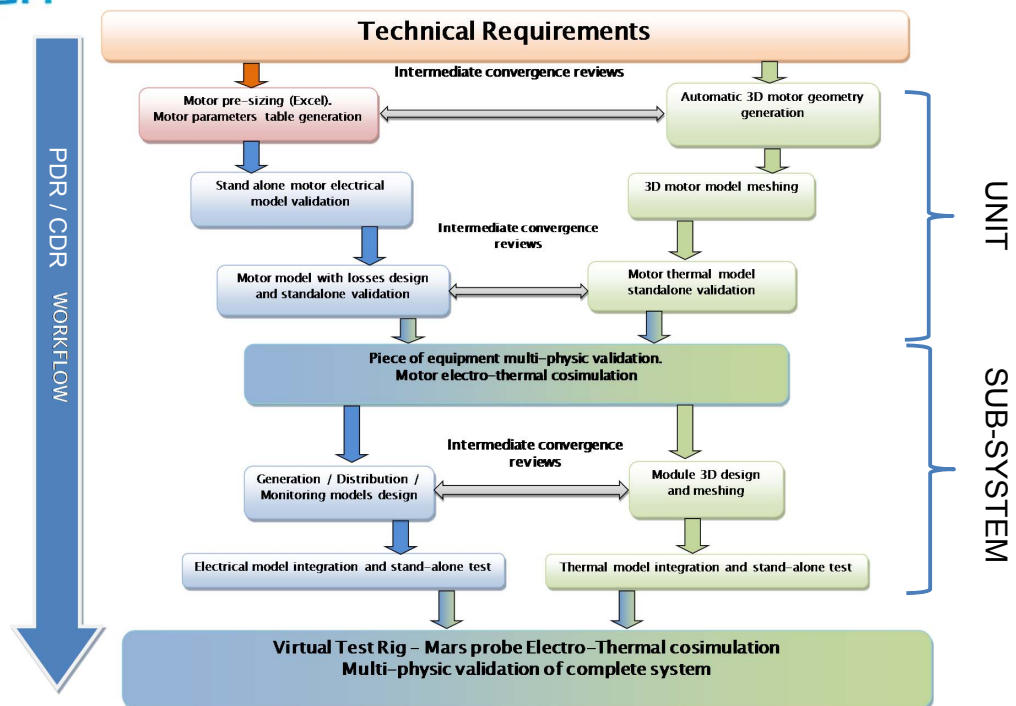 Technical Requirements
Intermediate convergence reviews
Motor pre-sizing (Excel).
Motor parameters table generation
Automatic 3D motor geometry
generation
Stand alone motor electrical
model validation
3D motor model meshing
Intermediate convergence
reviews
Motor model with losses design
and standalone validation
Motor thermal model
standalone validation
Piece of equipment multi-physic validation.
Motor electro-thermal cosimulation
Intermediate convergence
reviews
Generation / Distribution /
Monitoring models design
Module 3D design
and meshing
Electrical model integration and stand-alone test
Thermal model integration and stand-alone test
Virtual Test Rig - Mars probe Electro-Thermal cosimulation
Multi-physic validation of complete system
PDR / CDR WORKFLOW
UNIT
SUB-SYSTEM